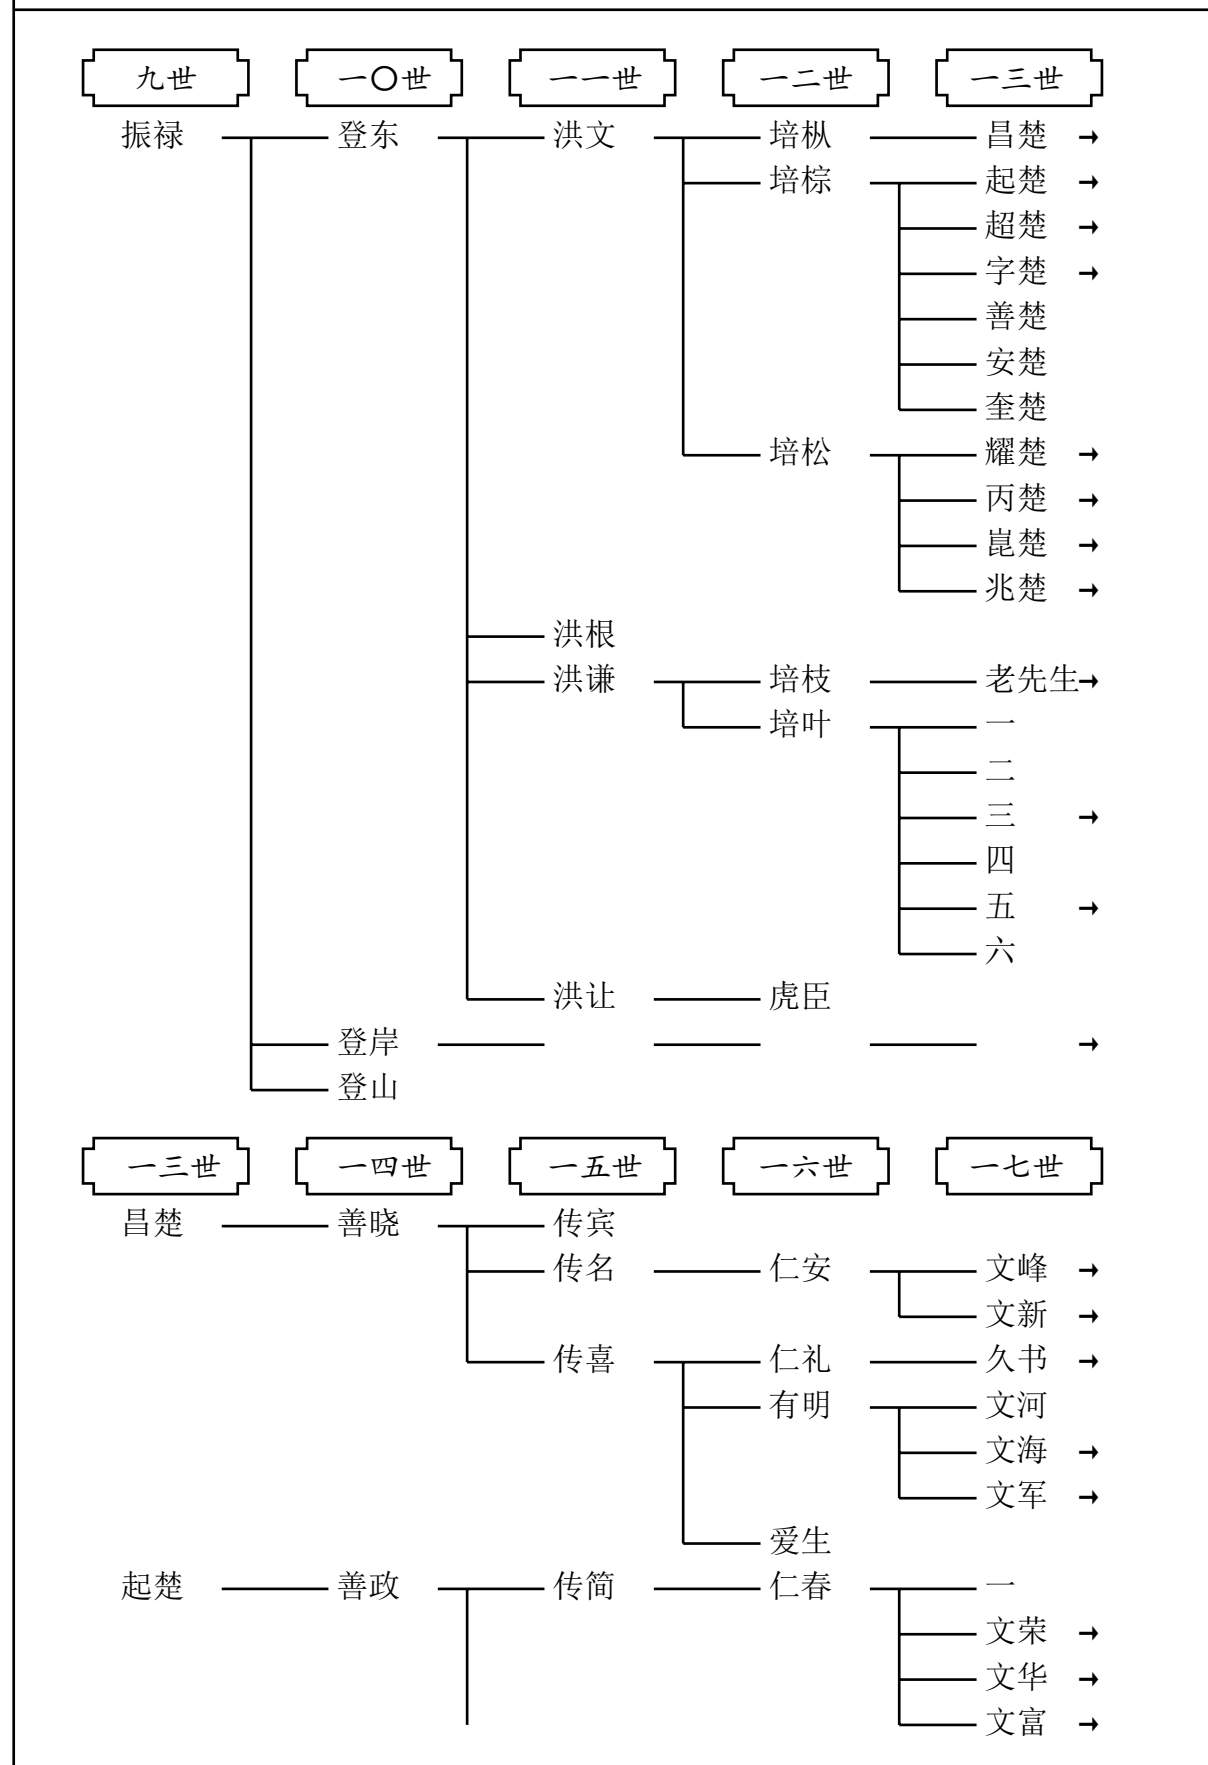 九世 一〇世 一一世 一二世 一三世
振禄 登东 洪文 培枞 昌楚 →
培棕 起楚 →
超楚 →
字楚 →
善楚
安楚
奎楚
培松 耀楚 →
丙楚 →
崑楚 →
兆楚 →
洪根
洪谦 培枝 老先生→
培叶 一
二
三 →
四
五 →
六
洪让 虎臣
登岸 →
登山
一三世 一四世 一五世 一六世 一七世
昌楚 善晓 传宾
传名 仁安 文峰 →
文新 →
传喜 仁礼 久书 →
有明 文河
文海 →
文军 →
爱生
起楚 善政 传简 仁春 一
文荣 →
文华 →
文富 →